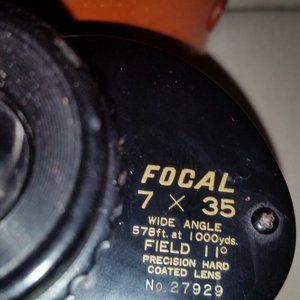 FOCAL
7 X 35
WIDE ANGLE
578ft. at 1000yds.
FIELD 11°
PRECISION HARD
COATED LENS
No. 27929